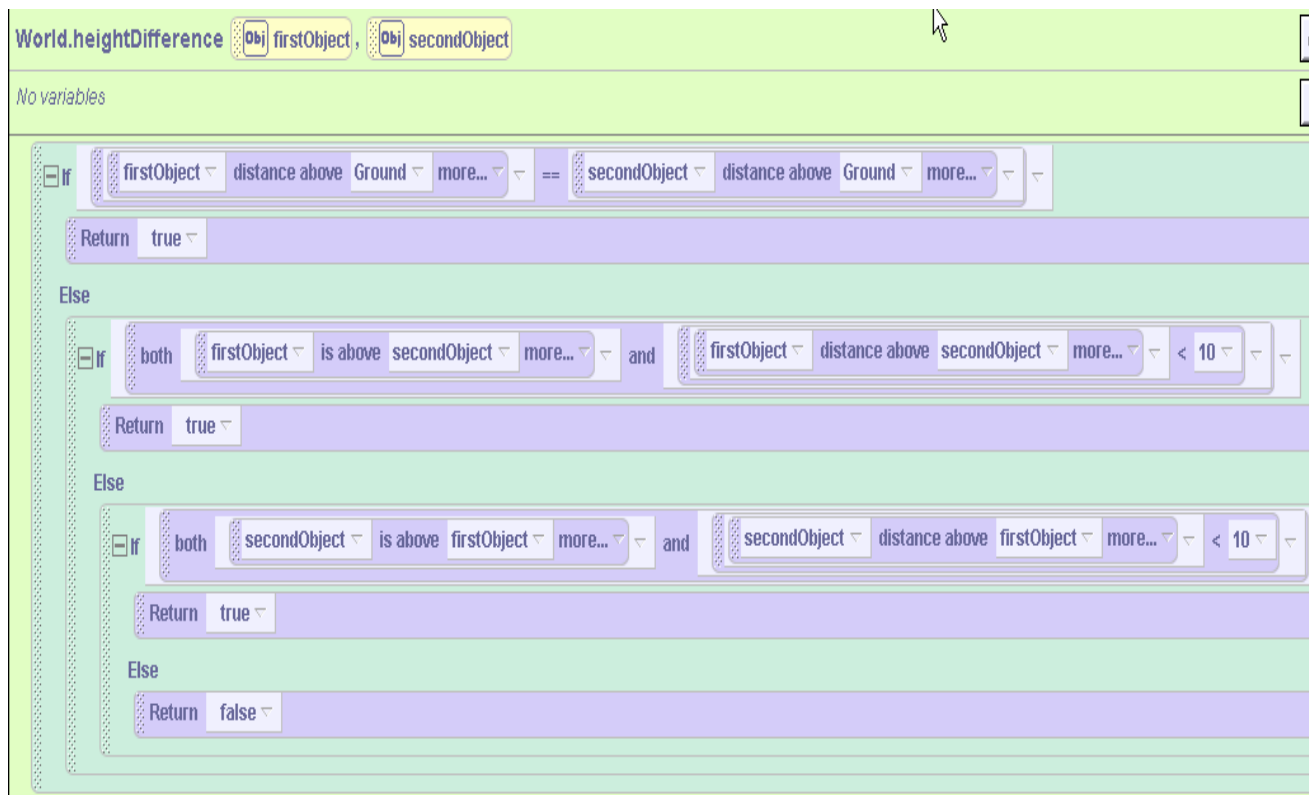 World.heightDifference Obj firstObject, Obj secondObject
No variables
If firstObject distance above Ground more... == secondObject distance above Ground more...
Return true
Else
If both firstObject is above secondObject more... and firstObject distance above secondObject more... < 10
Return true
Else
If both secondObject is above firstObject more... and secondObject distance above firstObject more... < 10
Return true
Else
Return false